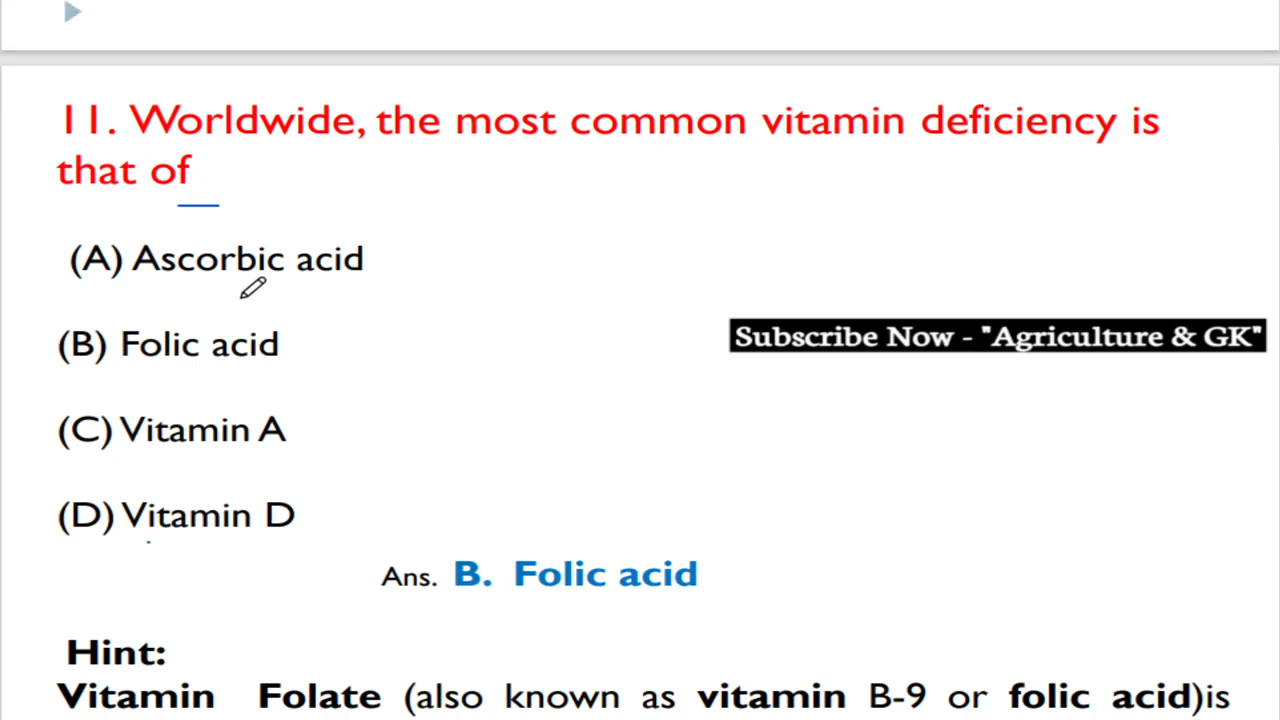 11. Worldwide, the most common vitamin deficiency is
that of
(A) Ascorbic acid
(B) Folic acid
Subscribe Now - "Agriculture & GK"
(C) Vitamin A
(D) Vitamin D
Ans. B. Folic acid
Hint:
Vitamin Folate (also known as vitamin B-9 or folic acid)is